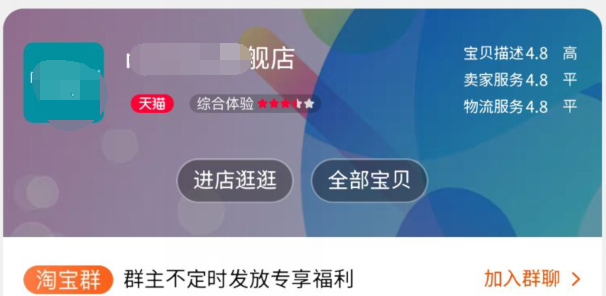 舰店
宝贝描述4.8 高
天猫 综合体验
卖家服务4.8 平
物流服务4.8 平
进店逛逛 全部宝贝
淘宝群 群主不定时发放专享福利 加入群聊